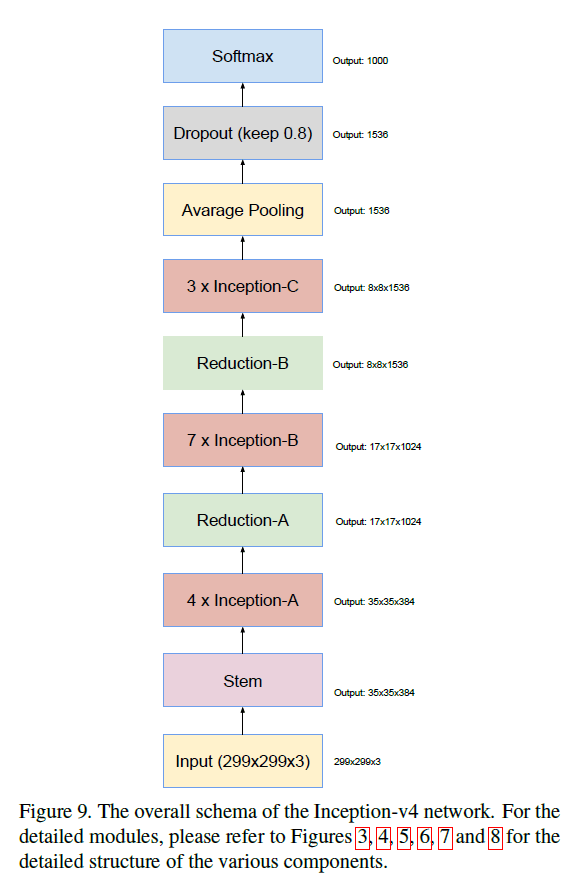 Softmax
Output: 1000
Dropout (keep 0.8)
Output: 1536
Avarage Pooling
Output: 1536
3 x Inception-C
Output: 8x8x1536
Reduction-B
Output: 8x8x1536
7 x Inception-B
Output: 17x17x1024
Reduction-A
Output: 17x17x1024
4 x Inception-A
Output: 35x35x384
Stem
Output: 35x35x384
Input (299x299x3)
299x299x3
Figure 9. The overall schema of the Inception-v4 network. For the
detailed modules, please refer to Figures 3, 4, 5, 6, 7 and 8 for the
detailed structure of the various components.